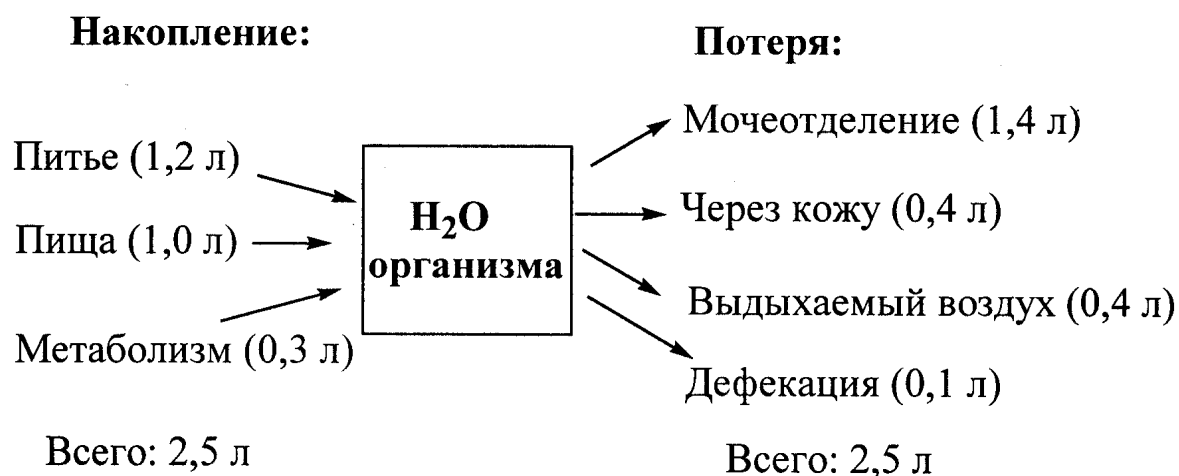 Накопление:
Питье (1,2 л)
Пища (1,0 л)
Метаболизм (0,3 л)
Всего: 2,5 л
H₂O
организма
Потеря:
Мочеотделение (1,4 л)
Через кожу (0,4 л)
Выдыхаемый воздух (0,4 л)
Дефекация (0,1 л)
Всего: 2,5 л